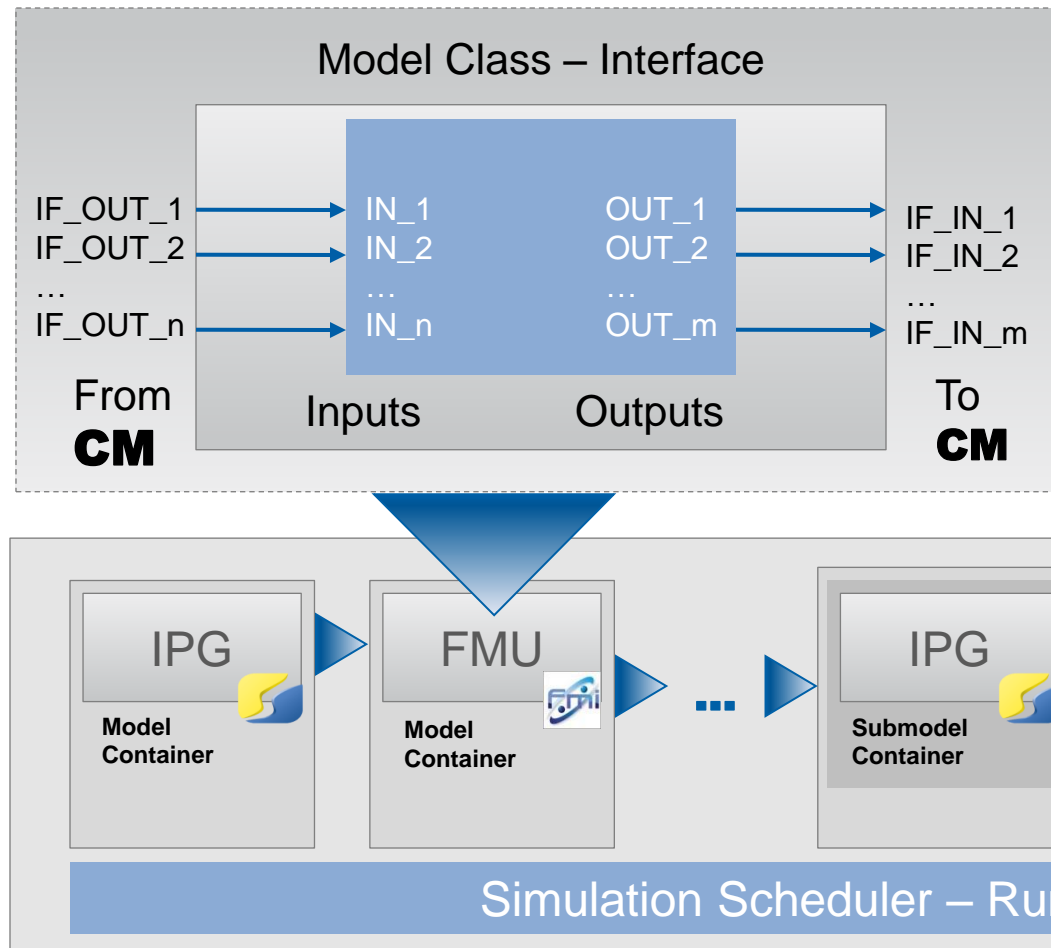 Model Class – Interface
IF_OUT_1 IN_1 OUT_1 IF_IN_1
IF_OUT_2 IN_2 OUT_2 IF_IN_2
… … … …
IF_OUT_n IN_n OUT_m IF_IN_m
From Inputs Outputs To
CM CM
IPG FMU ... IPG
fmi
Model Model Submodel
Container Container Container
Simulation Scheduler –